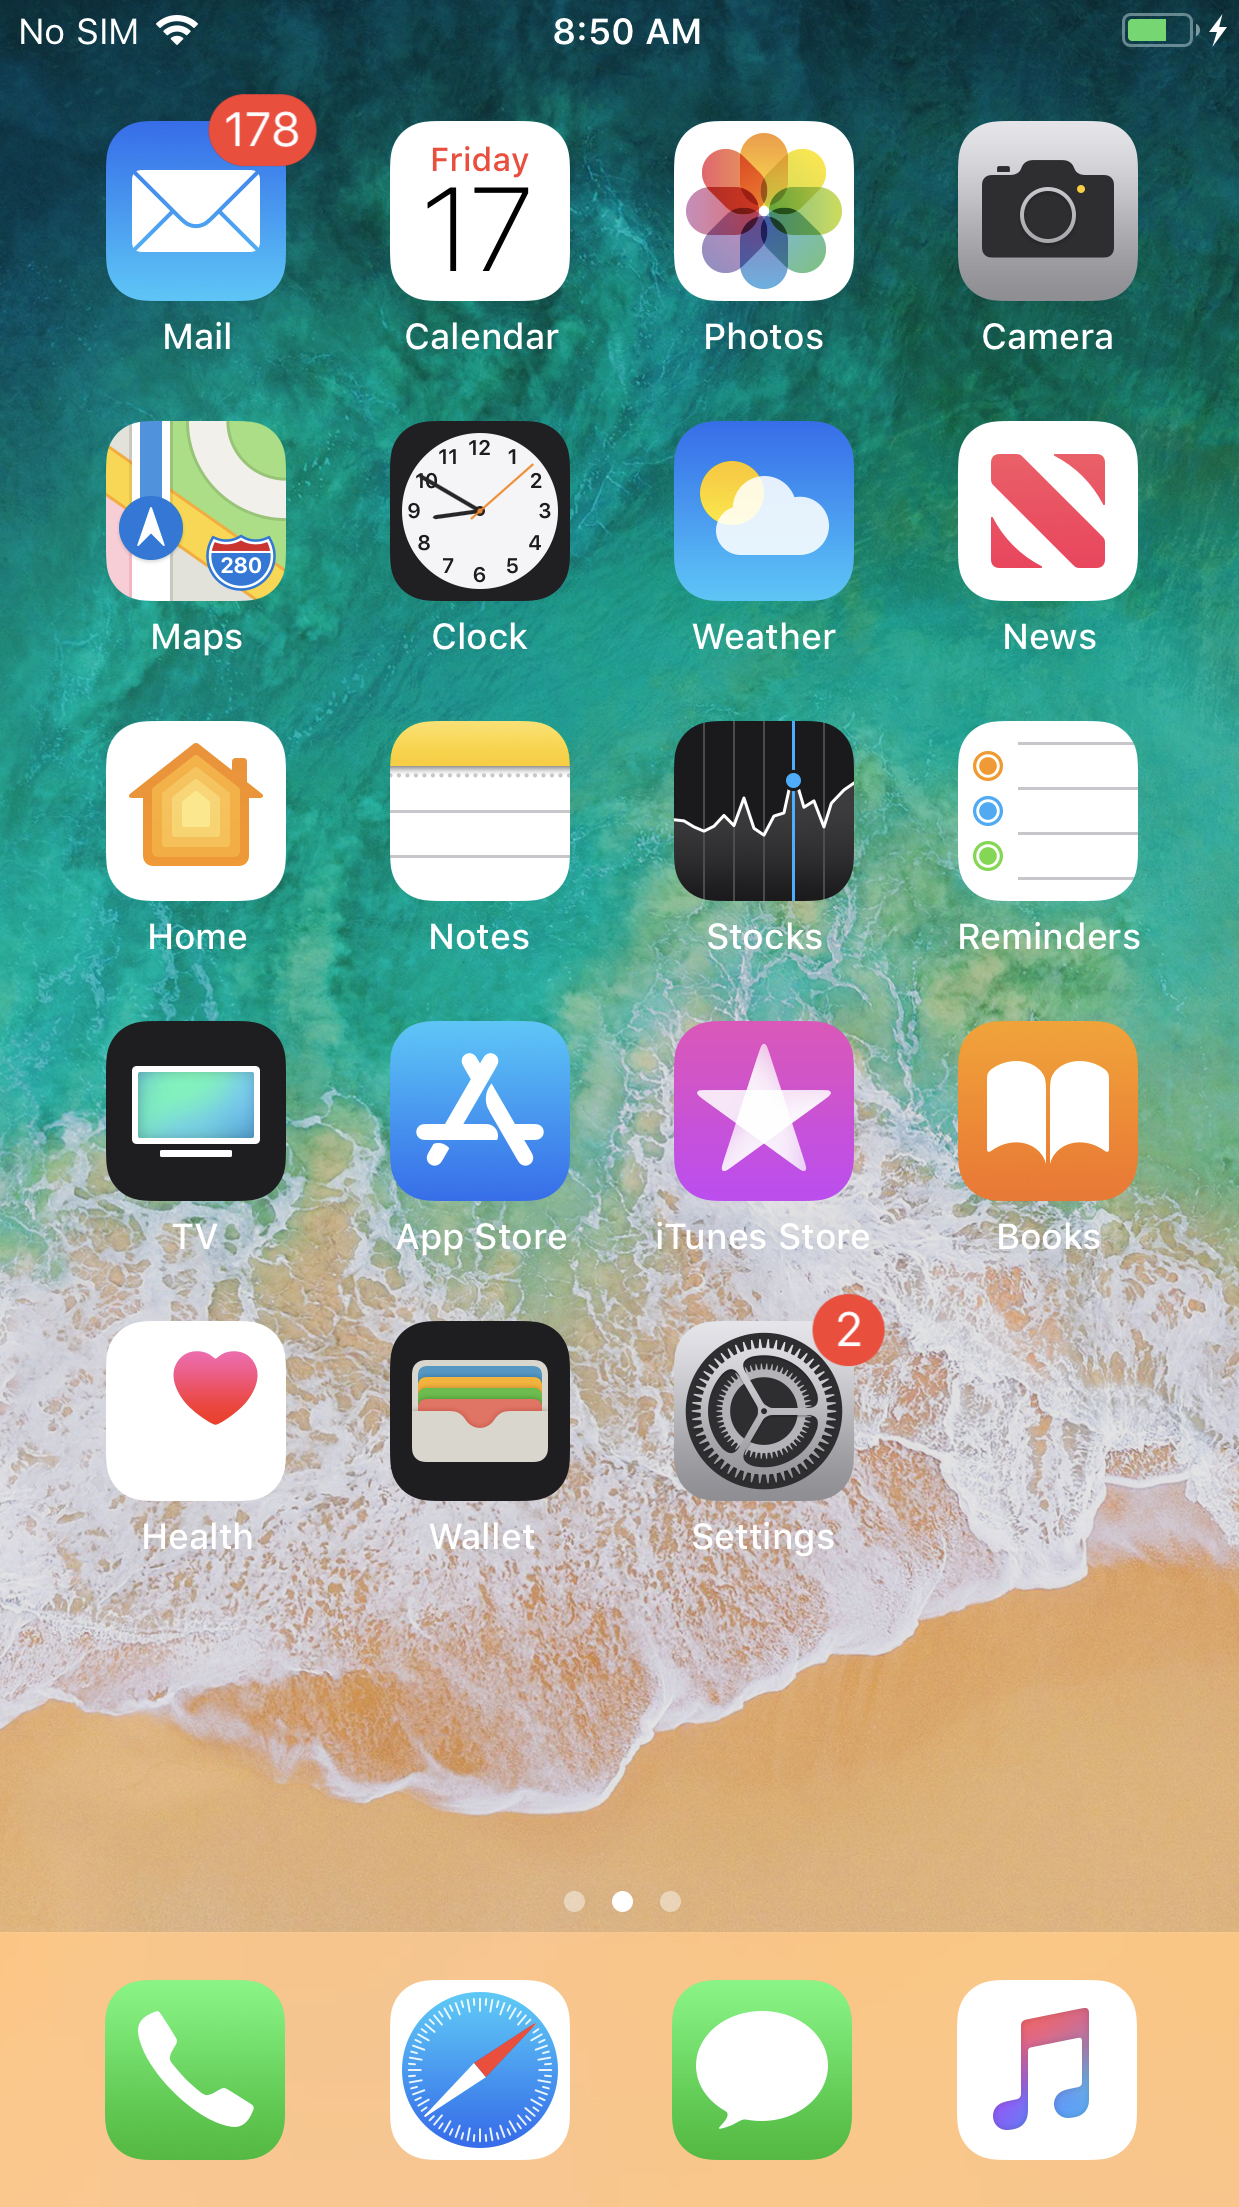 No SIM 8:50 AM
178
Friday
17
Mail Calendar Photos Camera
12
11 1
10 2
9 3
8 4
7 5
6
280
Maps Clock Weather News
Home Notes Stocks Reminders
TV App Store iTunes Store Books
2
Health Wallet Settings